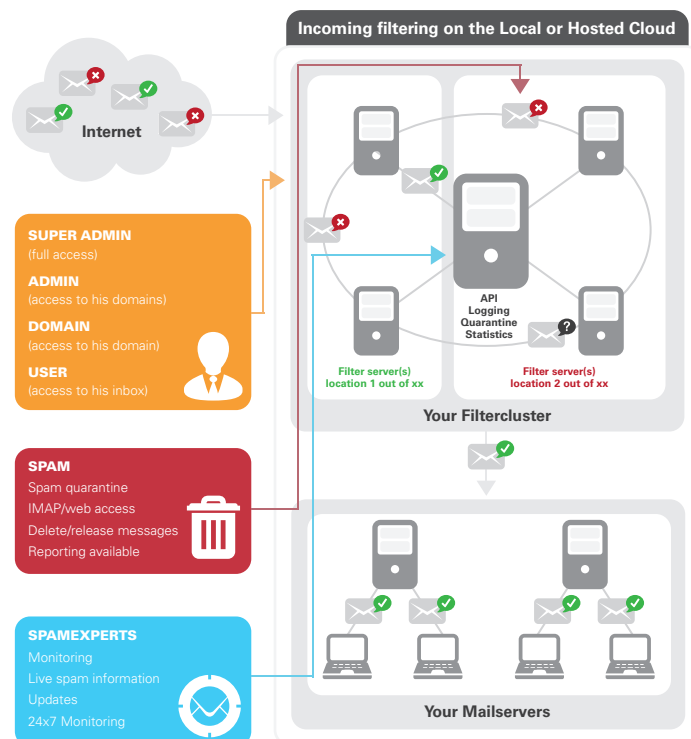 Incoming filtering on the Local or Hosted Cloud
Internet
SUPER ADMIN
(full access)
ADMIN
(access to his domains)
DOMAIN
(access to his domain)
USER
(access to his inbox)
API
Logging
Quarantine
Statistics
?
Filter server(s)
location 1 out of xx
Filter server(s)
location 2 out of xx
Your Filtercluster
SPAM
Spam quarantine
IMAP/web access
Delete/release messages
Reporting available
SPAMEXPERTS
Monitoring
Live spam information
Updates
24x7 Monitoring
Your Mailservers